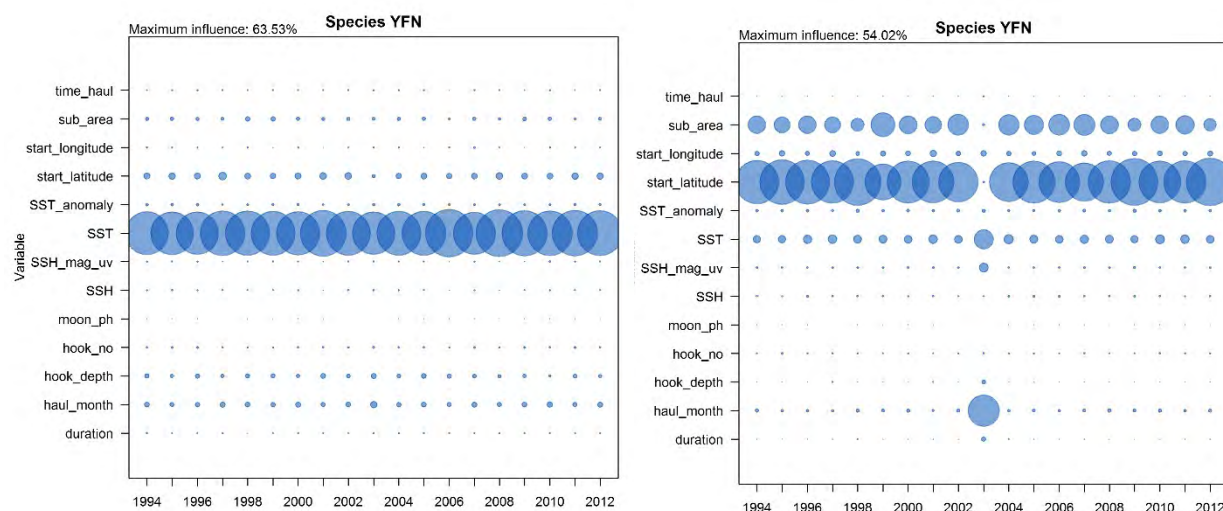 Species YFN
Maximum influence: 63.53%
Variable
time_haul
sub_area
start_longitude
start_latitude
SST_anomaly
SST
SSH_mag_uv
SSH
moon_ph
hook_no
hook_depth
haul_month
duration
1994 1996 1998 2000 2002 2004 2006 2008 2010 2012
Species YFN
Maximum influence: 54.02%
time_haul
sub_area
start_longitude
start_latitude
SST_anomaly
SST
SSH_mag_uv
SSH
moon_ph
hook_no
hook_depth
haul_month
duration
1994 1996 1998 2000 2002 2004 2006 2008 2010 2012